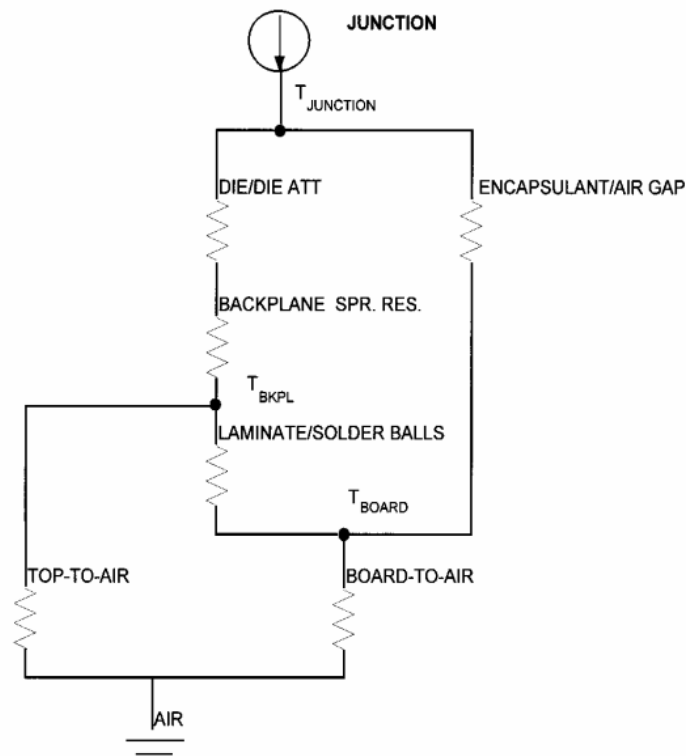 JUNCTION
T JUNCTION
DIE/DIE ATT
ENCAPSULANT/AIR GAP
BACKPLANE SPR. RES.
T BKPL
LAMINATE/SOLDER BALLS
T BOARD
TOP-TO-AIR
BOARD-TO-AIR
AIR